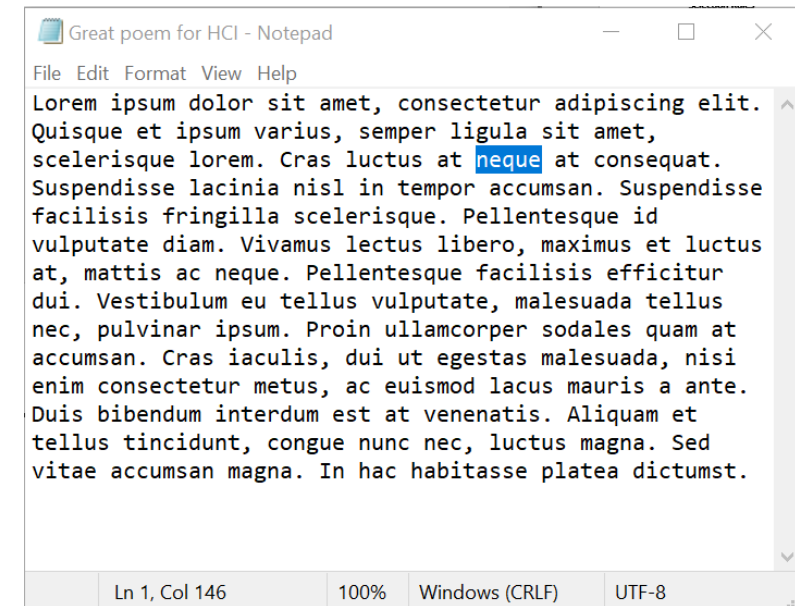 Great poem for HCI - Notepad
File Edit Format View Help
Lorem ipsum dolor sit amet, consectetur adipiscing elit.
Quisque et ipsum varius, semper ligula sit amet,
scelerisque lorem. Cras luctus at neque at consequat.
Suspendisse lacinia nisl in tempor accumsan. Suspendisse
facilisis fringilla scelerisque. Pellentesque id
vulputate diam. Vivamus lectus libero, maximus et luctus
at, mattis ac neque. Pellentesque facilisis efficitur
dui. Vestibulum eu tellus vulputate, malesuada tellus
nec, pulvinar ipsum. Proin ullamcorper sodales quam at
accumsan. Cras iaculis, dui ut egestas malesuada, nisi
enim consectetur metus, ac euismod lacus mauris a ante.
Duis bibendum interdum est at venenatis. Aliquam et
tellus tincidunt, congue nunc nec, luctus magna. Sed
vitae accumsan magna. In hac habitasse platea dictumst.
Ln 1, Col 146 100% Windows (CRLF) UTF-8